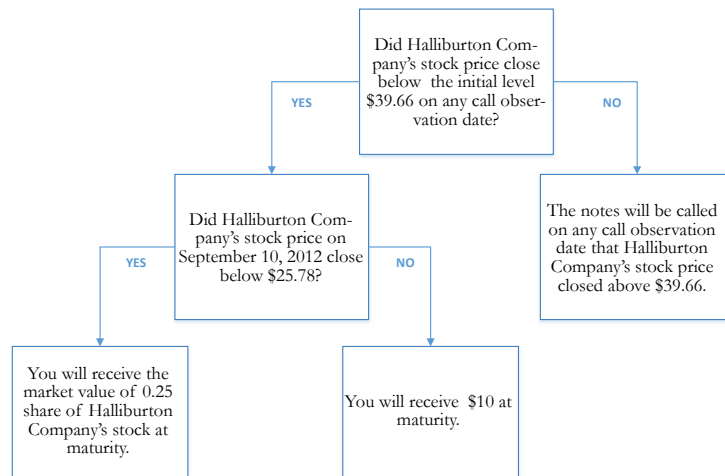 Did Halliburton Com-
pany's stock price close
below the initial level
$39.66 on any call obser-
vation date?
YES
NO
Did Halliburton Com-
pany's stock price on
September 10, 2012 close
below $25.78?
The notes will be called
on any call observation
date that Halliburton
Company's stock price
closed above $39.66.
YES
NO
You will receive the
market value of 0.25
share of Halliburton
Company's stock at
maturity.
You will receive $10 at
maturity.